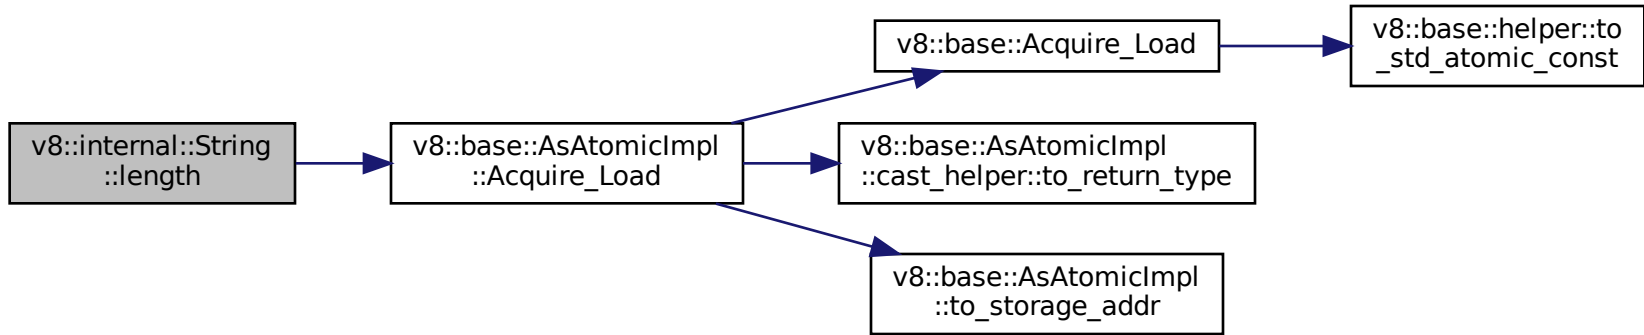 v8::internal::String
::length
v8::base::AsAtomicImpl
::Acquire_Load
v8::base::Acquire_Load
v8::base::helper::to
_std_atomic_const
v8::base::AsAtomicImpl
::cast_helper::to_return_type
v8::base::AsAtomicImpl
::to_storage_addr